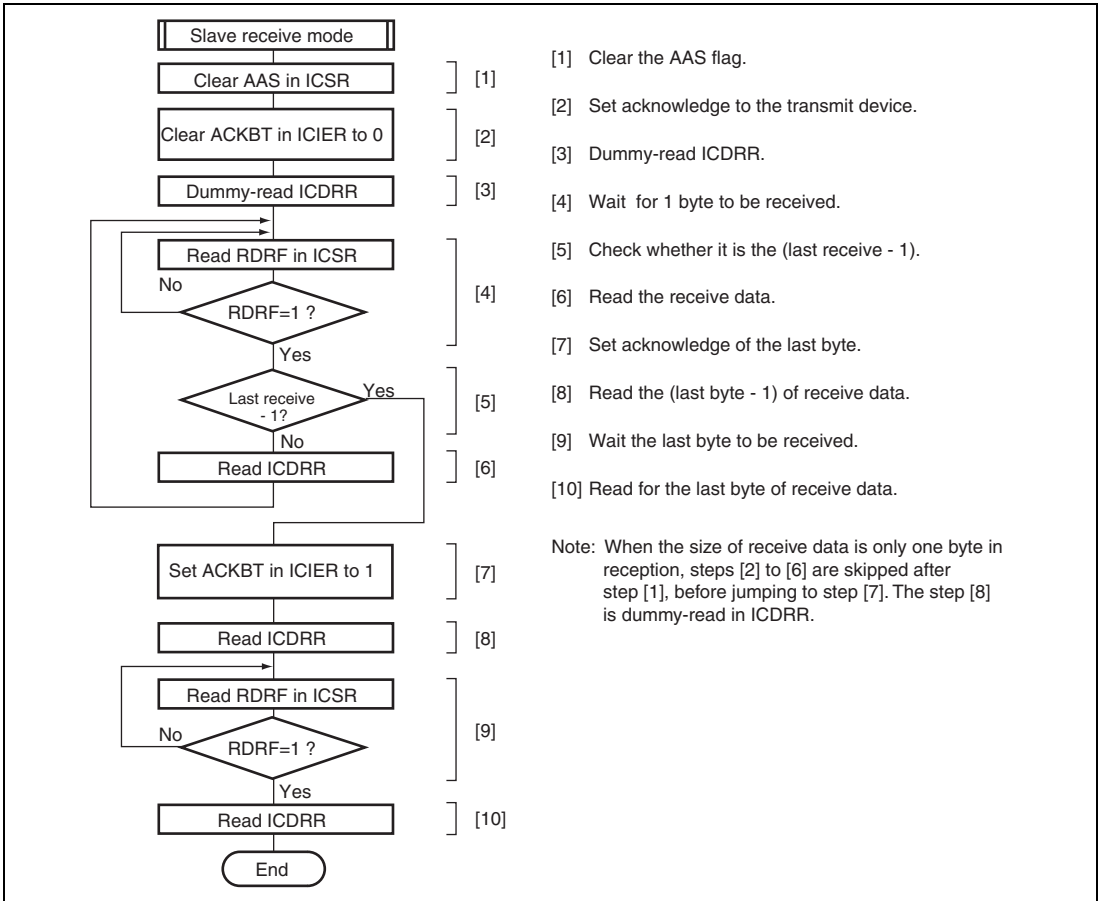 Slave receive mode
Clear AAS in ICSR
[1]
Clear ACKBT in ICIER to 0
[2]
Dummy-read ICDRR
[3]
Read RDRF in ICSR
No
RDRF=1 ?
[4]
Yes
Last receive
- 1?
Yes
[5]
No
Read ICDRR
[6]
Set ACKBT in ICIER to 1
[7]
Read ICDRR
[8]
Read RDRF in ICSR
No
RDRF=1 ?
[9]
Yes
Read ICDRR
[10]
End
[1] Clear the AAS flag.
[2] Set acknowledge to the transmit device.
[3] Dummy-read ICDRR.
[4] Wait for 1 byte to be received.
[5] Check whether it is the (last receive - 1).
[6] Read the receive data.
[7] Set acknowledge of the last byte.
[8] Read the (last byte - 1) of receive data.
[9] Wait the last byte to be received.
[10] Read for the last byte of receive data.
Note: When the size of receive data is only one byte in
reception, steps [2] to [6] are skipped after
step [1], before jumping to step [7]. The step [8]
is dummy-read in ICDRR.